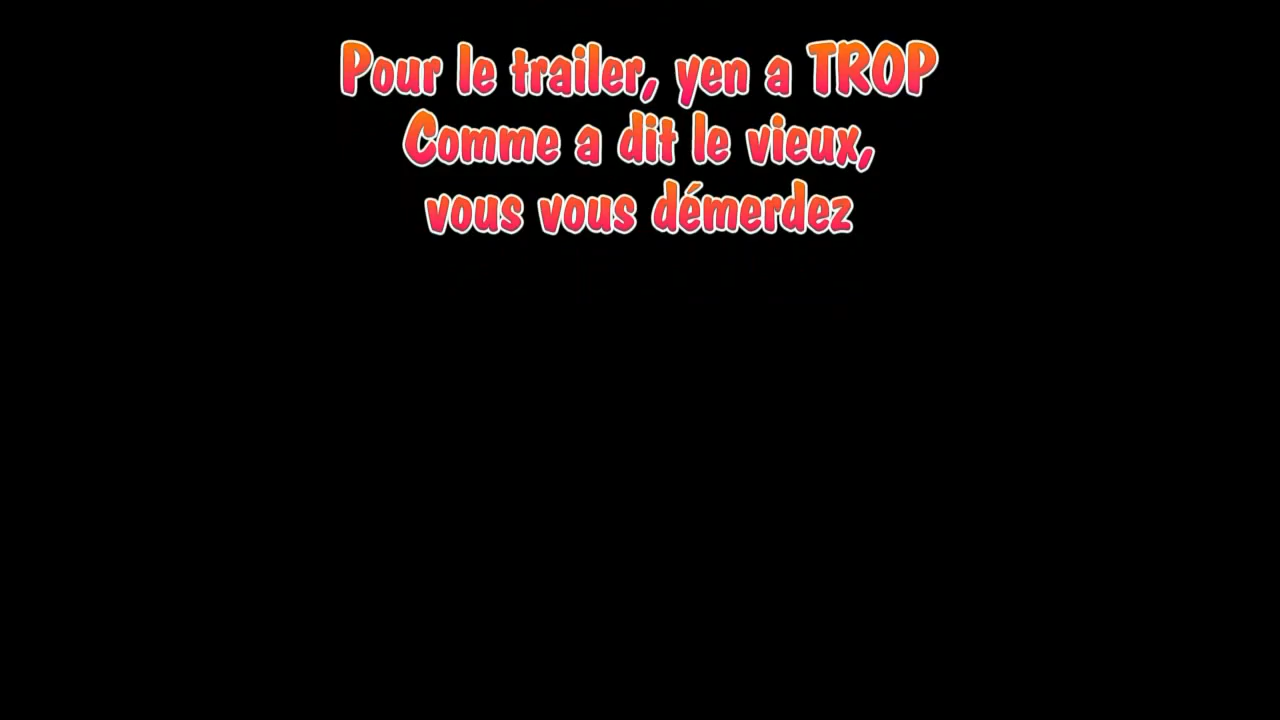 Pour le trailer, yen a TROP
Comme a dit le vieux,
vous vous démerdez